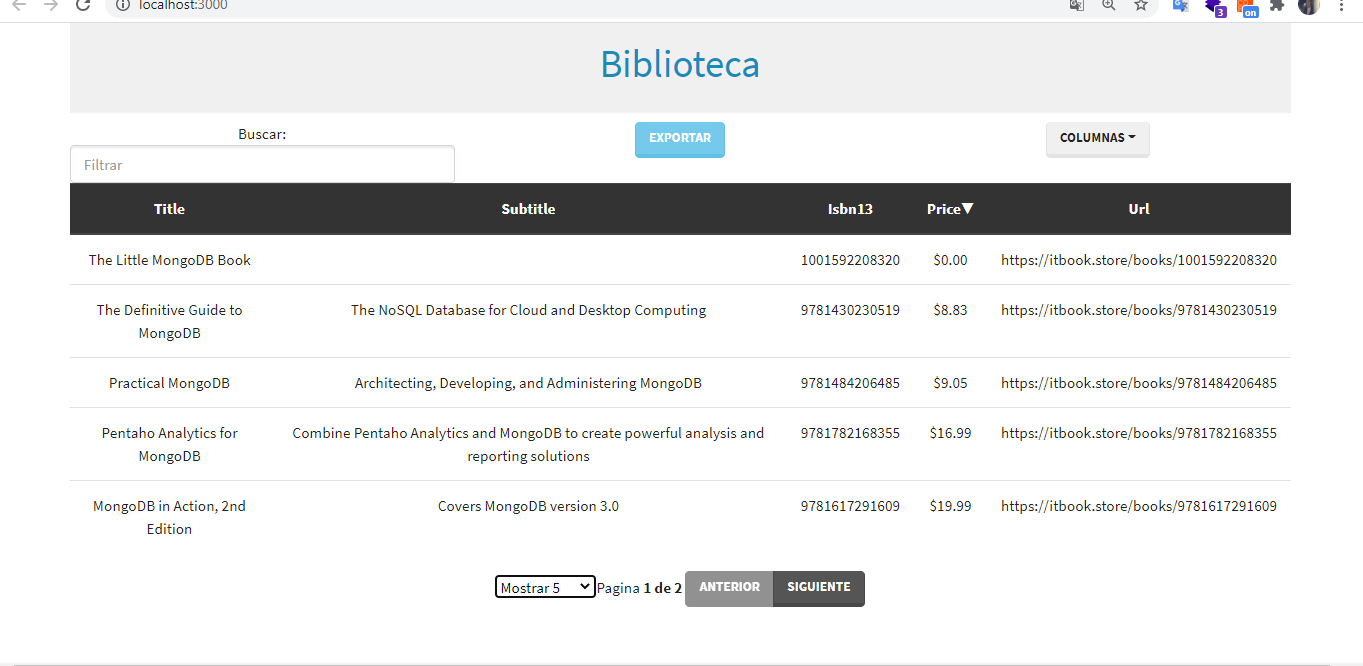 localhost:3000
3
on
Biblioteca
Buscar:
EXPORTAR
COLUMNAS
Filtrar
Title Subtitle Isbn13 Price▼ Url
The Little MongoDB Book 1001592208320 $0.00 https://itbook.store/books/1001592208320
The Definitive Guide to The NoSQL Database for Cloud and Desktop Computing 9781430230519 $8.83 https://itbook.store/books/9781430230519
MongoDB
Practical MongoDB Architecting, Developing, and Administering MongoDB 9781484206485 $9.05 https://itbook.store/books/9781484206485
Pentaho Analytics for Combine Pentaho Analytics and MongoDB to create powerful analysis and 9781782168355 $16.99 https://itbook.store/books/9781782168355
MongoDB reporting solutions
MongoDB in Action, 2nd Covers MongoDB version 3.0 9781617291609 $19.99 https://itbook.store/books/9781617291609
Edition
Mostrar 5 Pagina 1 de 2 ANTERIOR SIGUIENTE